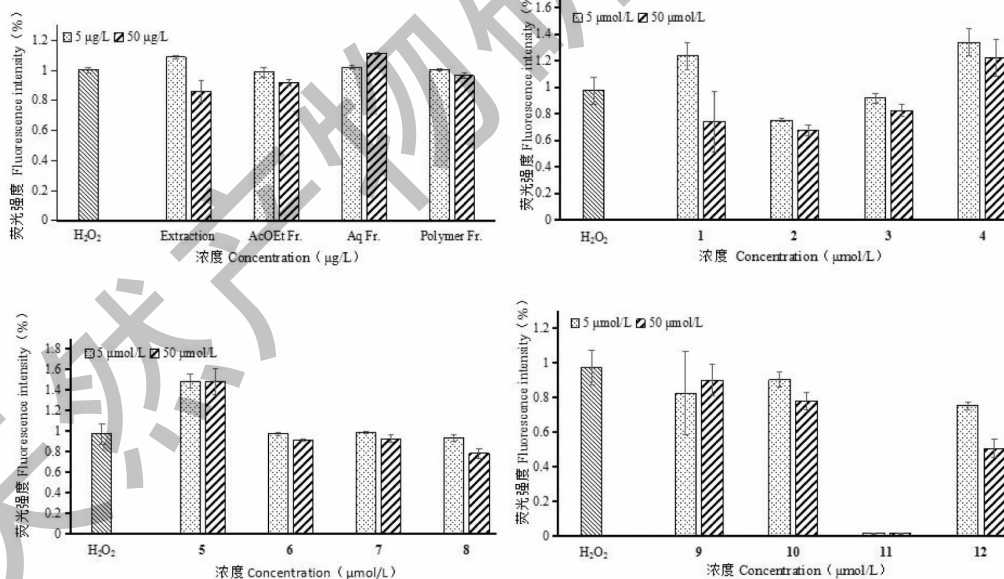 荧光强度 Fluorescence intensity（%）
5 μg/L 50 μg/L
1.2
1
0.8
0.6
0.4
0.2
0
H₂O₂ Extraction AcOEt Fr. Aq Fr. Polymer Fr.
浓度 Concentration（μg/L）
荧光强度 Fluorescence intensity（%）
5 μmol/L 50 μmol/L
1.6
1.4
1.2
1
0.8
0.6
0.4
0.2
0
H₂O₂ 1 2 3 4
浓度 Concentration（μmol/L）
荧光强度 Fluorescence intensity（%）
5 μmol/L 50 μmol/L
1.8
1.6
1.4
1.2
1
0.8
0.6
0.4
0.2
0
H₂O₂ 5 6 7 8
浓度 Concentration（μmol/L）
荧光强度 Fluorescence intensity（%）
5 μmol/L 50 μmol/L
1.2
1
0.8
0.6
0.4
0.2
0
H₂O₂ 9 10 11 12
浓度 Concentration（μmol/L）
天然产物研